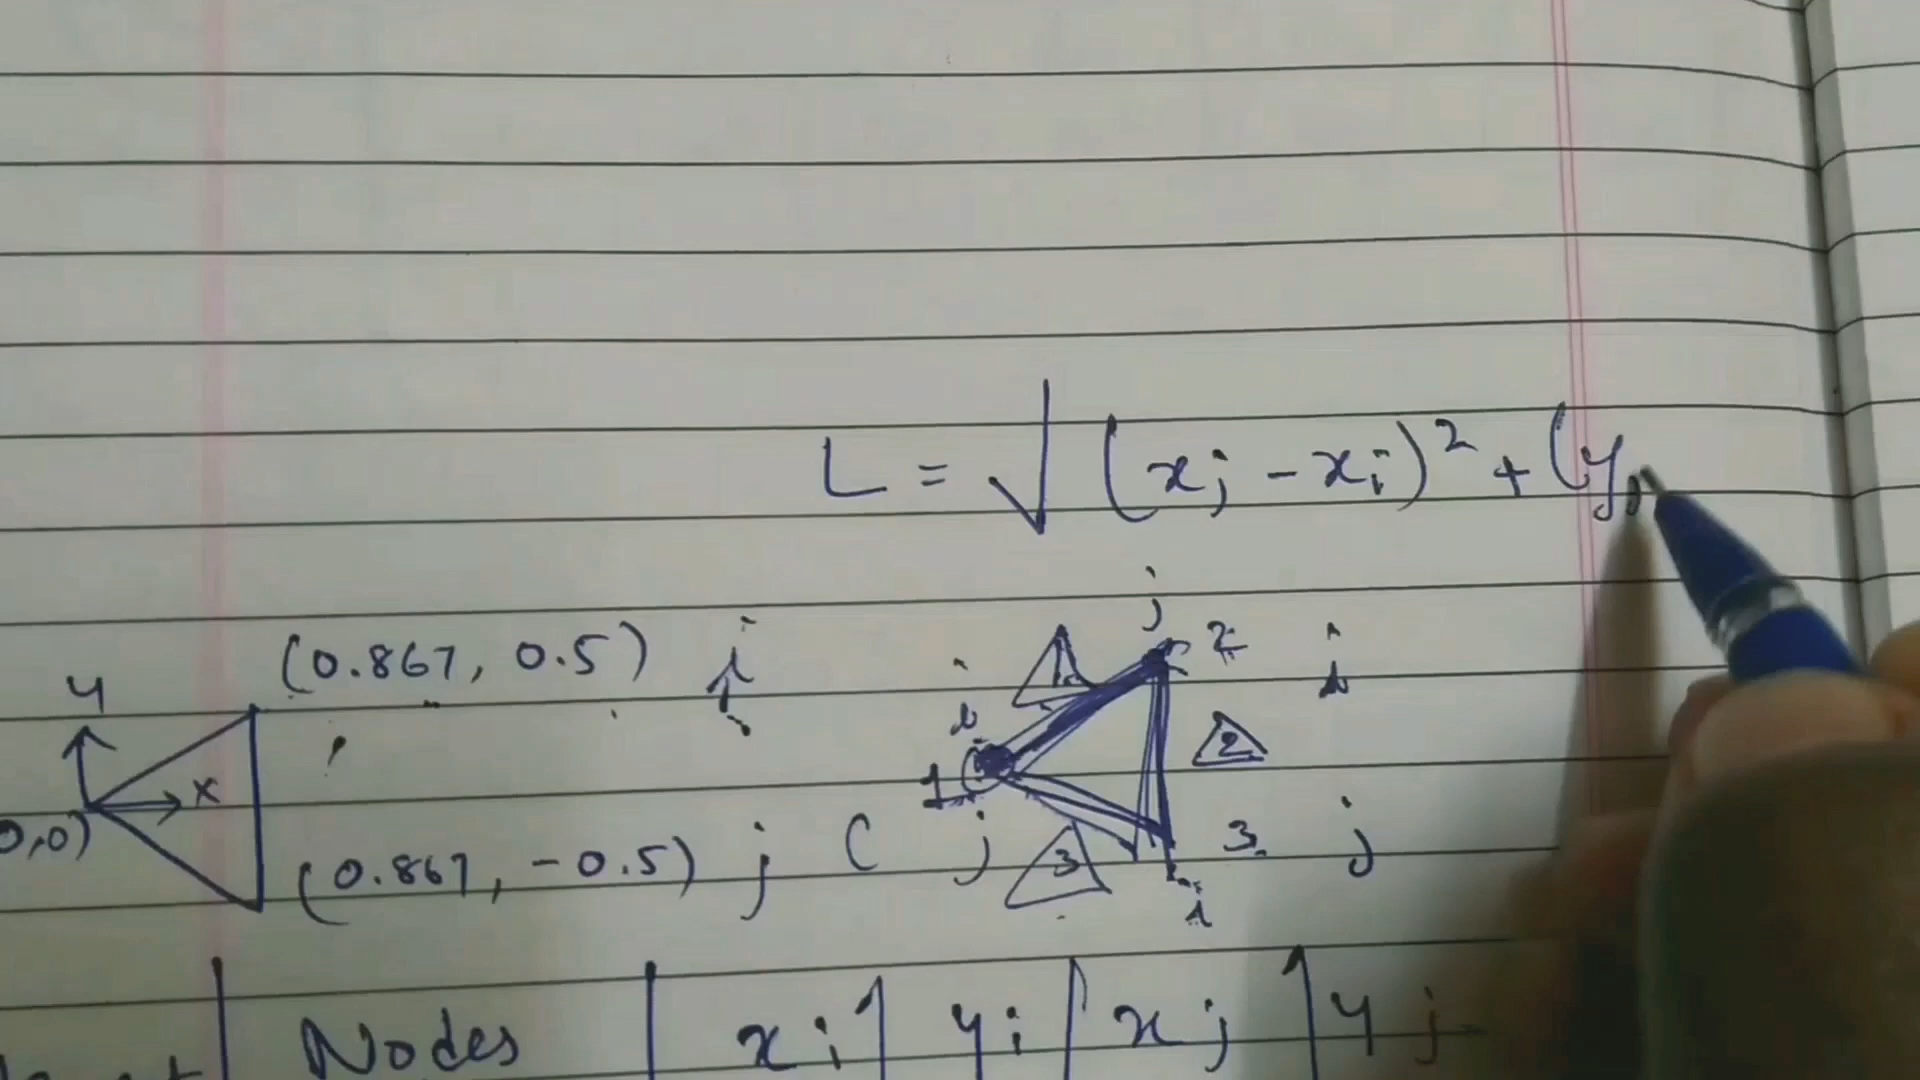 L = √(xj - xi)² + (yj
j
(0.867, 0.5) i
i 1 2 i
y
x
1 2
(0,0)
(0.867, -0.5) j ( j 3 3 j
i
Nodes | xi | yi | xj | yj